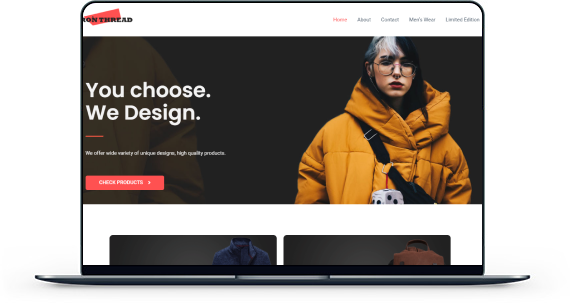 RON THREAD
Home About Contact Men's Wear Limited Edition
You choose.
We Design.
We offer wide variety of unique designs, high quality products.
CHECK PRODUCTS